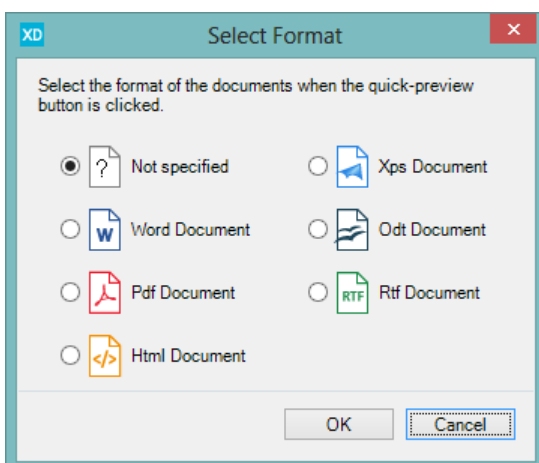 XD Select Format ×
Select the format of the documents when the quick-preview
button is clicked.
? Not specified
Xps Document
W Word Document
Odt Document
Pdf Document
RTF Rtf Document
</> Html Document
OK Cancel